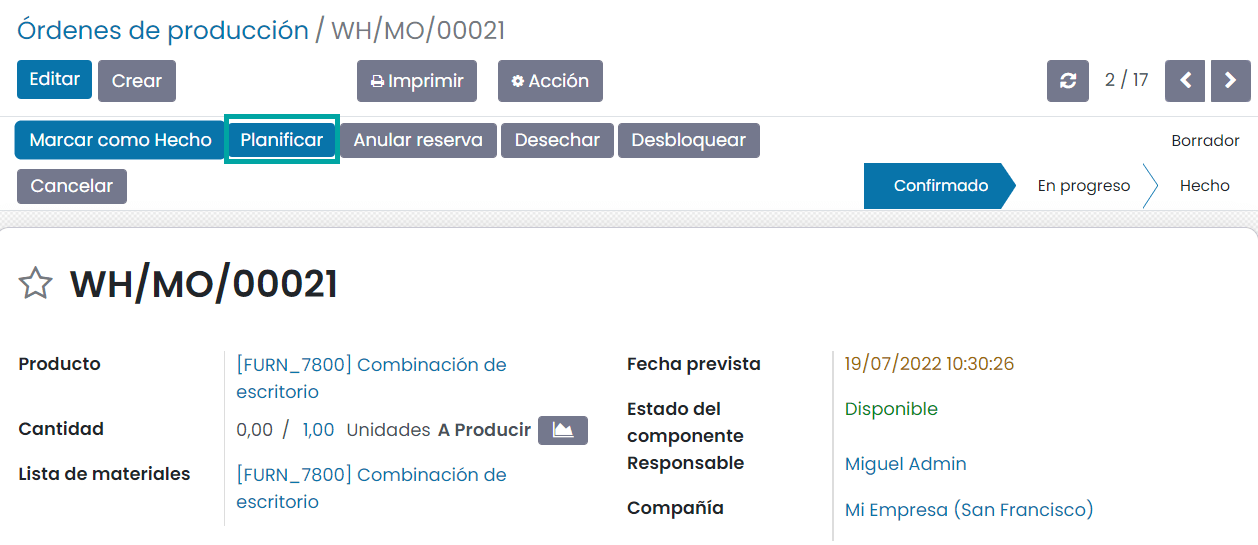 Órdenes de producción / WH/MO/00021
Editar Crear Imprimir Acción 2 / 17
Marcar como Hecho Planificar Anular reserva Desechar Desbloquear Borrador
Cancelar Confirmado En progreso Hecho
WH/MO/00021
Producto [FURN_7800] Combinación de
escritorio
Cantidad 0,00 / 1,00 Unidades A Producir
Lista de materiales [FURN_7800] Combinación de
escritorio
Fecha prevista 19/07/2022 10:30:26
Estado del Disponible
componente
Responsable Miguel Admin
Compañía Mi Empresa (San Francisco)